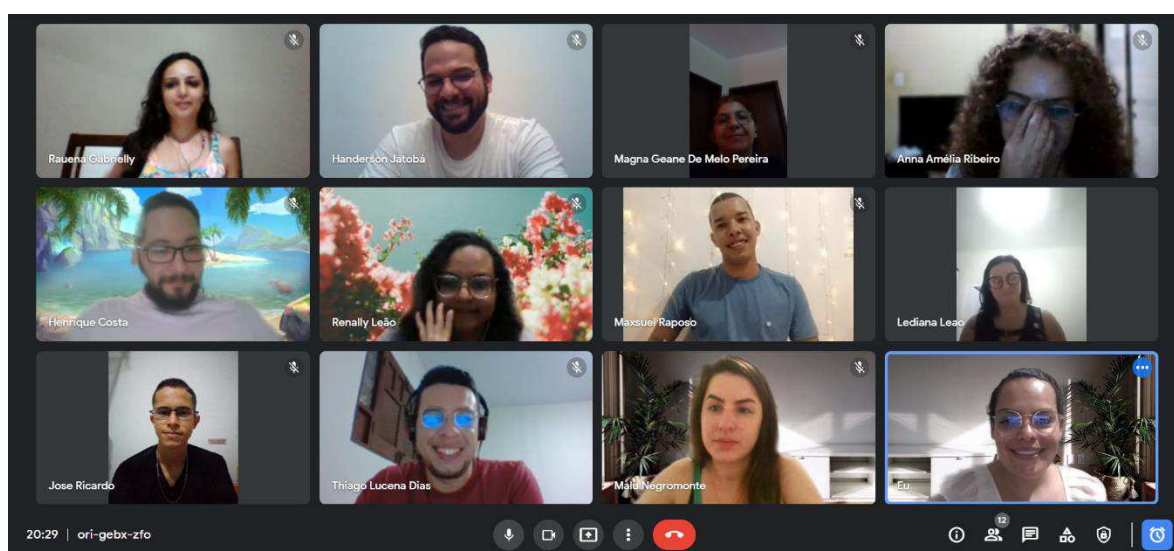 Rauena Gabrielly
Handerson Jatobá
Magna Geane De Melo Pereira
Anna Amélia Ribeiro
Henrique Costa
Renally Leão
Maxsuel Raposo
Lediana Leao
Jose Ricardo
Thiago Lucena Dias
Malu Negromonte
Eu
20:29 | ori-gebx-zfo
12